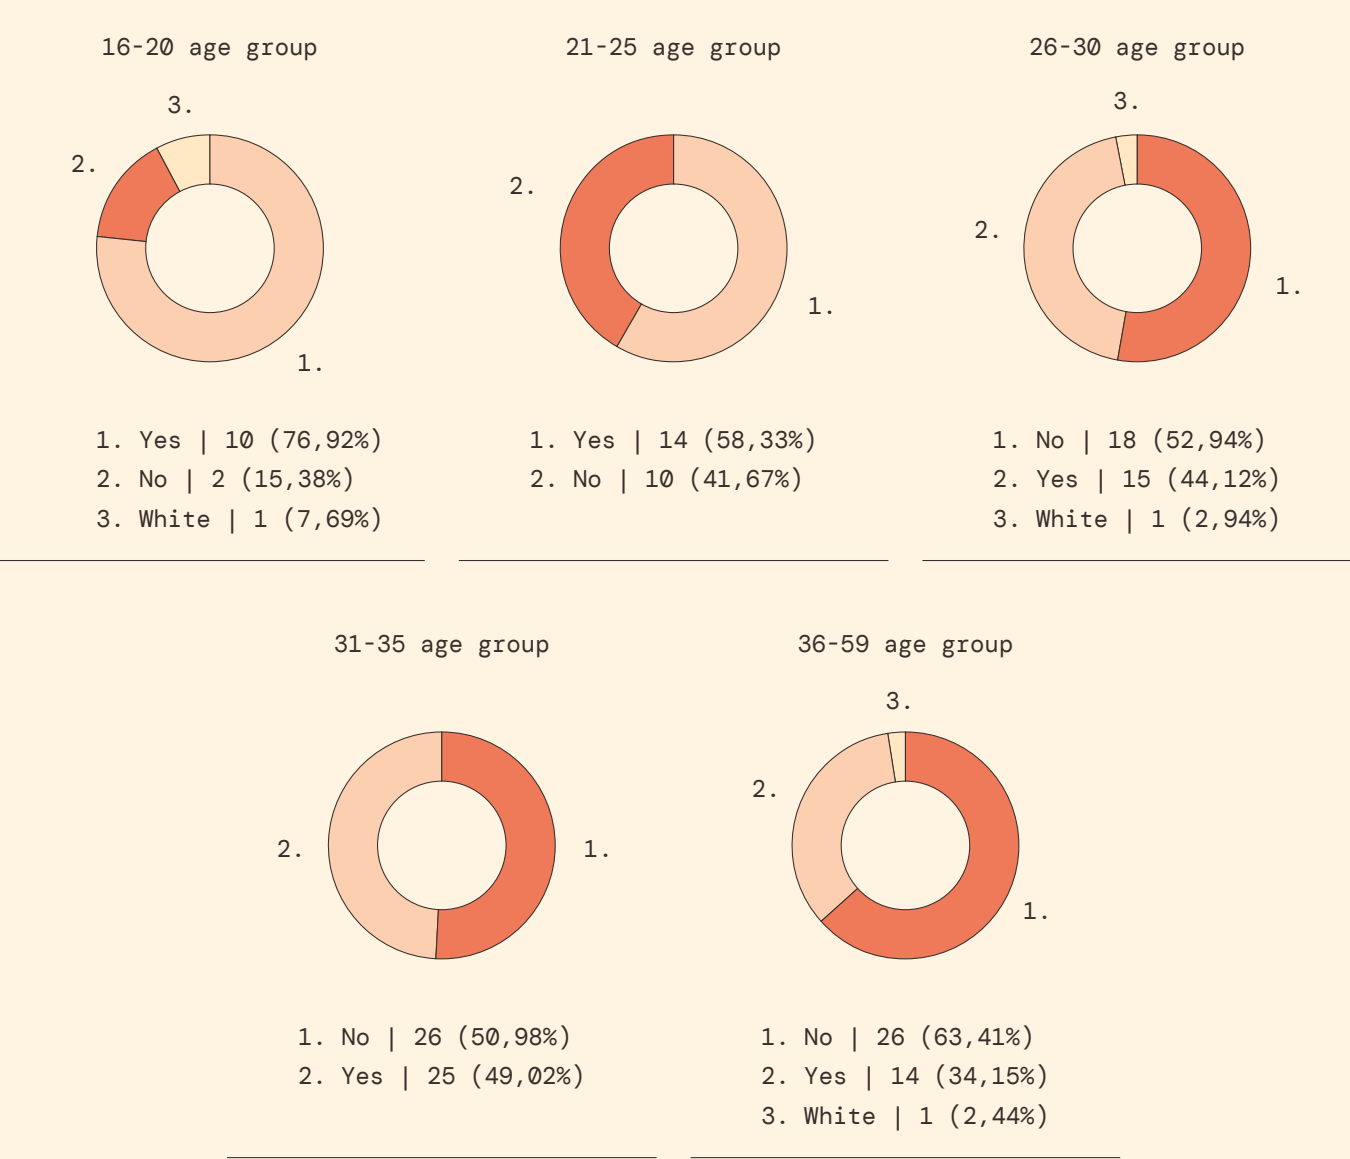 16-20 age group
3.
2.
1.
1. Yes | 10 (76,92%)
2. No | 2 (15,38%)
3. White | 1 (7,69%)
21-25 age group
2.
1.
1. Yes | 14 (58,33%)
2. No | 10 (41,67%)
26-30 age group
3.
2.
1.
1. No | 18 (52,94%)
2. Yes | 15 (44,12%)
3. White | 1 (2,94%)
31-35 age group
2.
1.
1. No | 26 (50,98%)
2. Yes | 25 (49,02%)
36-59 age group
3.
2.
1.
1. No | 26 (63,41%)
2. Yes | 14 (34,15%)
3. White | 1 (2,44%)